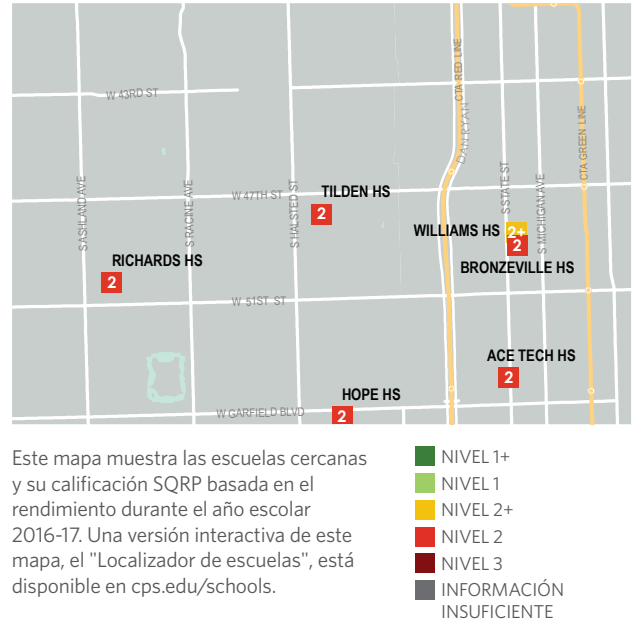 W 43RD ST
CTA RED LINE
DAN RYAN
CTA GREEN LINE
S ASHLAND AVE
S RACINE AVE
S HALSTED ST
W 47TH ST
TILDEN HS
2
S STATE ST
S MICHIGAN AVE
WILLIAMS HS
2+
2
BRONZEVILLE HS
RICHARDS HS
2
W 51ST ST
ACE TECH HS
2
HOPE HS
2
W GARFIELD BLVD
Este mapa muestra las escuelas cercanas
y su calificación SQRP basada en el
rendimiento durante el año escolar
2016-17. Una versión interactiva de este
mapa, el "Localizador de escuelas", está
disponible en cps.edu/schools.
NIVEL 1+
NIVEL 1
NIVEL 2+
NIVEL 2
NIVEL 3
INFORMACIÓN
INSUFICIENTE